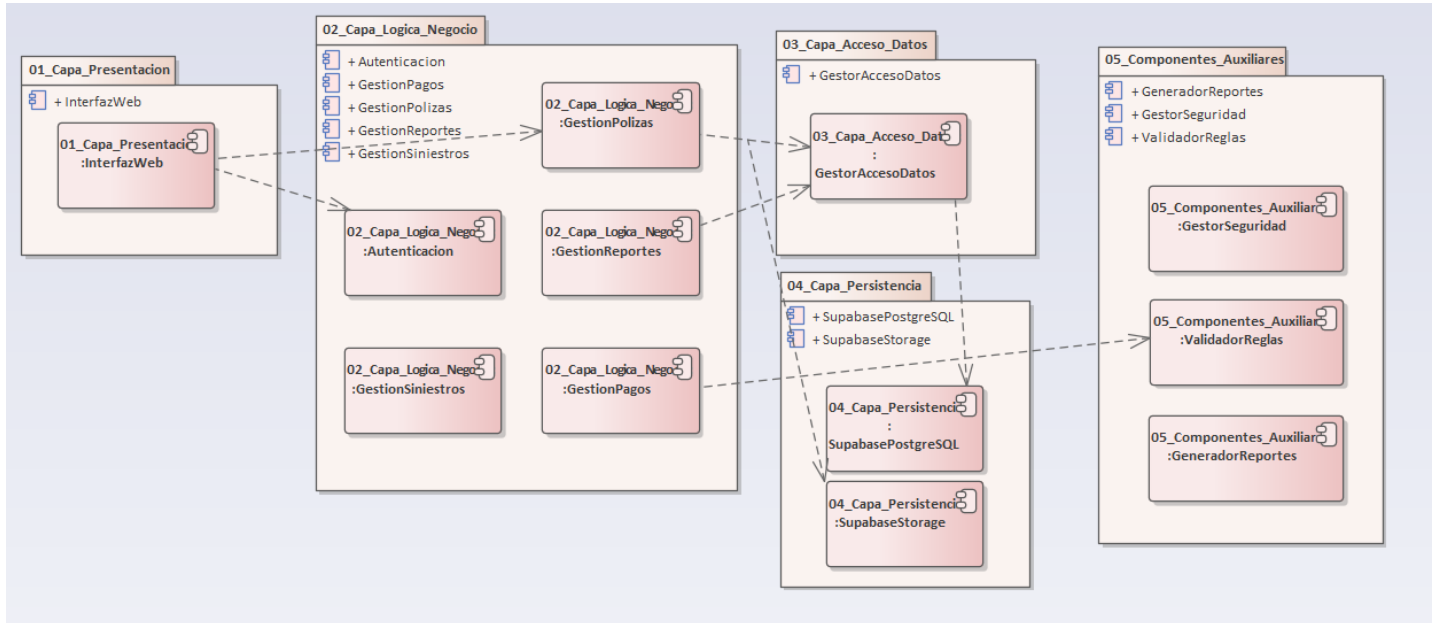 01_Capa_Presentacion
+ InterfazWeb
01_Capa_Presentacic
:InterfazWeb
02_Capa_Logica_Negocio
+ Autenticacion
+ GestionPagos
+ GestionPolizas
+ GestionReportes
+ GestionSiniestros
02_Capa_Logica_Nego
:GestionPolizas
02_Capa_Logica_Nego
:Autenticacion
02_Capa_Logica_Nego
:GestionReportes
02_Capa_Logica_Nego
:GestionSiniestros
02_Capa_Logica_Nego
:GestionPagos
03_Capa_Acceso_Datos
+ GestorAccesoDatos
03_Capa_Acceso_Dat
:
GestorAccesoDatos
04_Capa_Persistencia
+ SupabasePostgreSQL
+ SupabaseStorage
04_Capa_Persistenci
:
SupabasePostgreSQL
04_Capa_Persistenci
:SupabaseStorage
05_Componentes_Auxiliares
+ GeneradorReportes
+ GestorSeguridad
+ ValidadorReglas
05_Componentes_Auxiliar
:GestorSeguridad
05_Componentes_Auxiliar
:ValidadorReglas
05_Componentes_Auxiliar
:GeneradorReportes